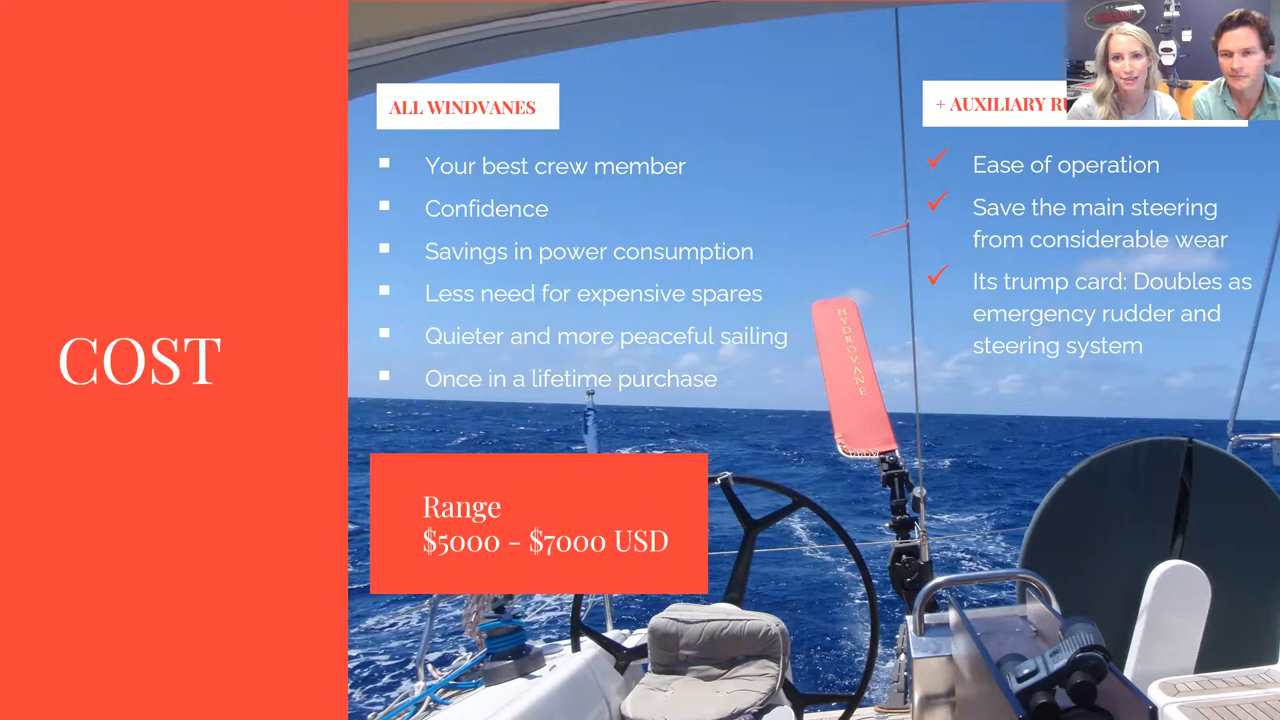 COST
ALL WINDVANES
Your best crew member
Confidence
Savings in power consumption
Less need for expensive spares
Quieter and more peaceful sailing
Once in a lifetime purchase
Range
$5000 - $7000 USD
+ AUXILIARY
Ease of operation
Save the main steering
from considerable wear
Its trump card: Doubles as
emergency rudder and
steering system
HYDROVANE